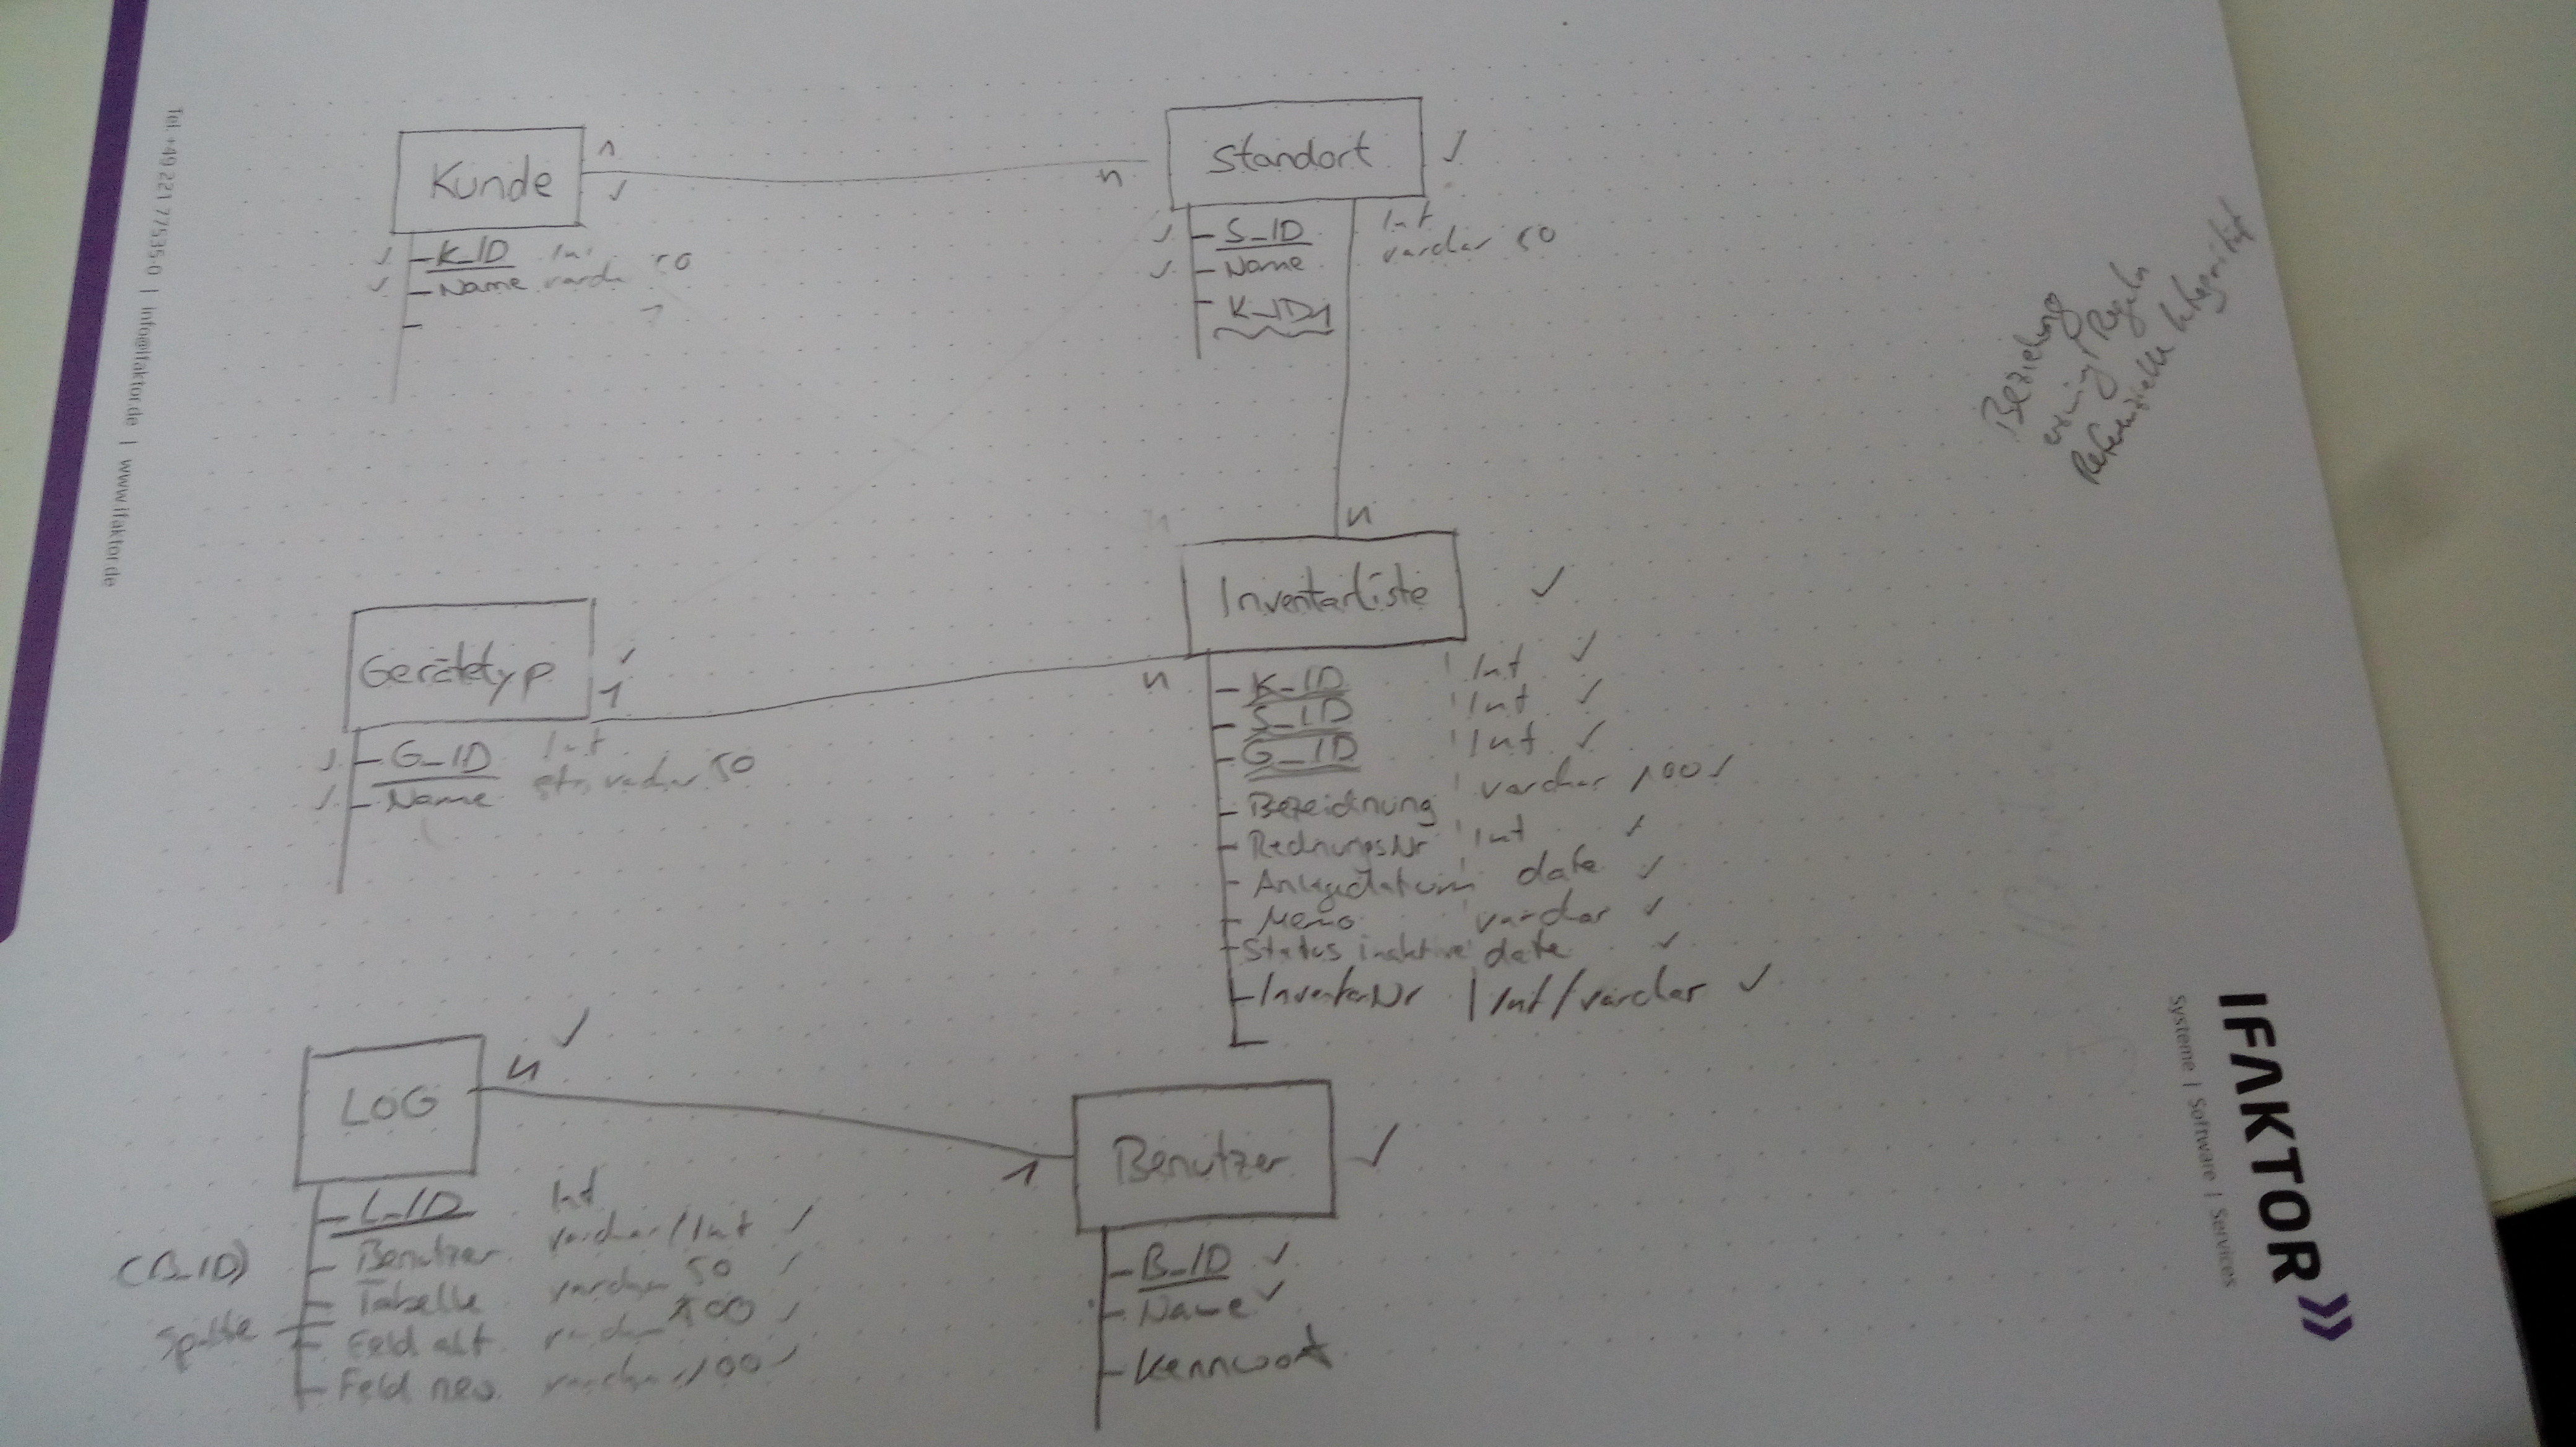 Tel. +49 221 77535-0 | info@ifaktor.de | www.ifaktor.de
Kunde
1
n
K_ID Int
Name 50
Standort
S_ID Int
Name varchar 50
K_ID
Beziehung
Regeln
Referenzielle Integrität
n
Inventarliste
Gerätetyp
1
n
G_ID Int
Name varchar 50
K_ID Int
S_ID Int
G_ID Int
Bezeichnung varchar 100
RechnungsNr Int
Anlagedatum date
Memo varchar
Status inaktive date
InventarNr Int/varchar
LOG
n
1
Benutzer
L_ID Int
(B_ID) Benutzer varchar/Int
Tabelle varchar 50
Spalte
Feld alt varchar 100
Feld neu varchar 100
B_ID
Name
Kennwort
IFAKTOR
Systeme | Software | Services